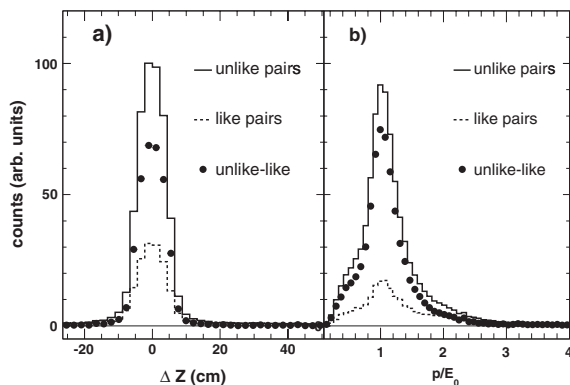 a)
unlike pairs
like pairs
unlike-like
b)
unlike pairs
like pairs
unlike-like
counts (arb. units)
100
50
0
-20 0 20 40
0 1 2 3 4
Δ Z (cm)
p/E₀